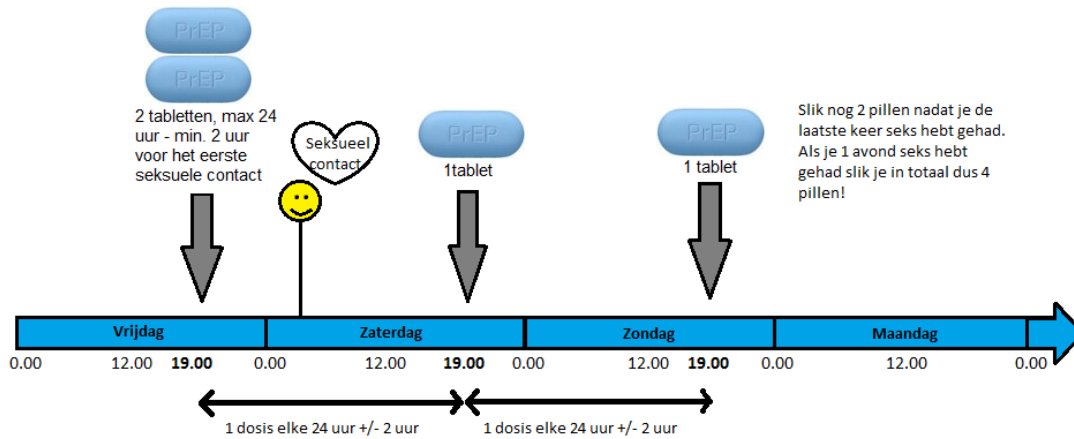 PrEP
PrEP
2 tabletten, max 24
uur - min. 2 uur
voor het eerste
seksuele contact
Seksueel
contact
PrEP
1tablet
PrEP
1 tablet
Slik nog 2 pillen nadat je de
laatste keer seks hebt gehad.
Als je 1 avond seks hebt
gehad slik je in totaal dus 4
pillen!
Vrijdag Zaterdag Zondag Maandag
0.00 12.00 19.00 0.00 12.00 19.00 0.00 12.00 19.00 0.00 12.00 0.00
1 dosis elke 24 uur +/- 2 uur 1 dosis elke 24 uur +/- 2 uur